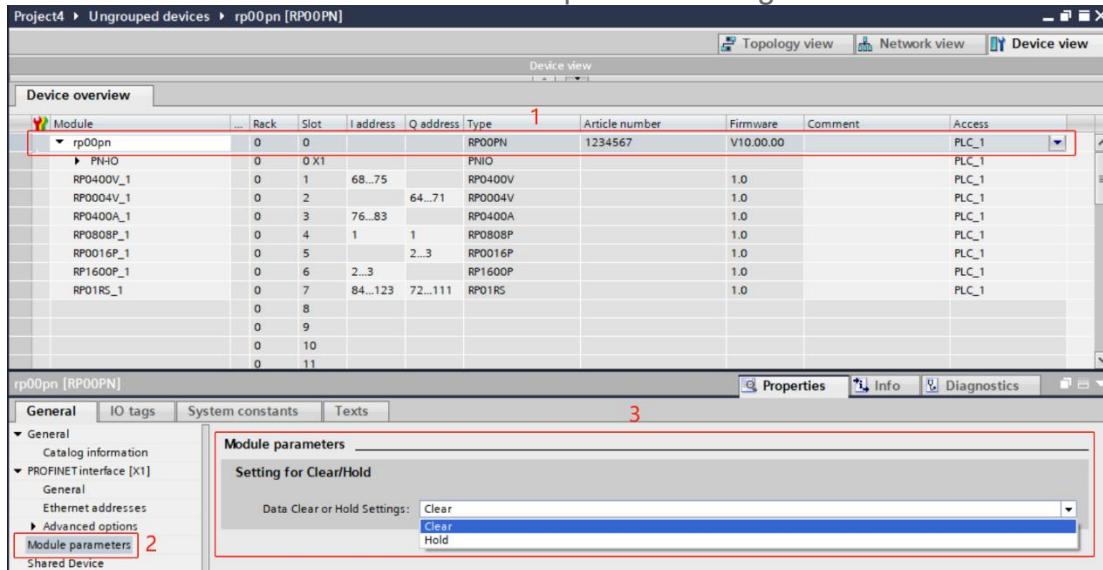 Project4 ▸ Ungrouped devices ▸ rp00pn [RP00PN]
Topology view Network view Device view
Device view
Device overview
1
Module ... Rack Slot I address Q address Type Article number Firmware Comment Access
rp00pn 0 0 RP00PN 1234567 V10.00.00 PLC_1
PN-IO 0 0 X1 PNIO PLC_1
RP0400V_1 0 1 68...75 RP0400V 1.0 PLC_1
RP0004V_1 0 2 64...71 RP0004V 1.0 PLC_1
RP0400A_1 0 3 76...83 RP0400A 1.0 PLC_1
RP0808P_1 0 4 1 1 RP0808P 1.0 PLC_1
RP0016P_1 0 5 2...3 RP0016P 1.0 PLC_1
RP1600P_1 0 6 2...3 RP1600P 1.0 PLC_1
RP01RS_1 0 7 84...123 72...111 RP01RS 1.0 PLC_1
0 8
0 9
0 10
0 11
rp00pn [RP00PN] Properties Info Diagnostics
General IO tags System constants Texts
3
General
Catalog information
PROFINET interface [X1]
General
Ethernet addresses
Advanced options
Module parameters 2
Shared Device
Module parameters
Setting for Clear/Hold
Data Clear or Hold Settings: Clear
Clear
Hold